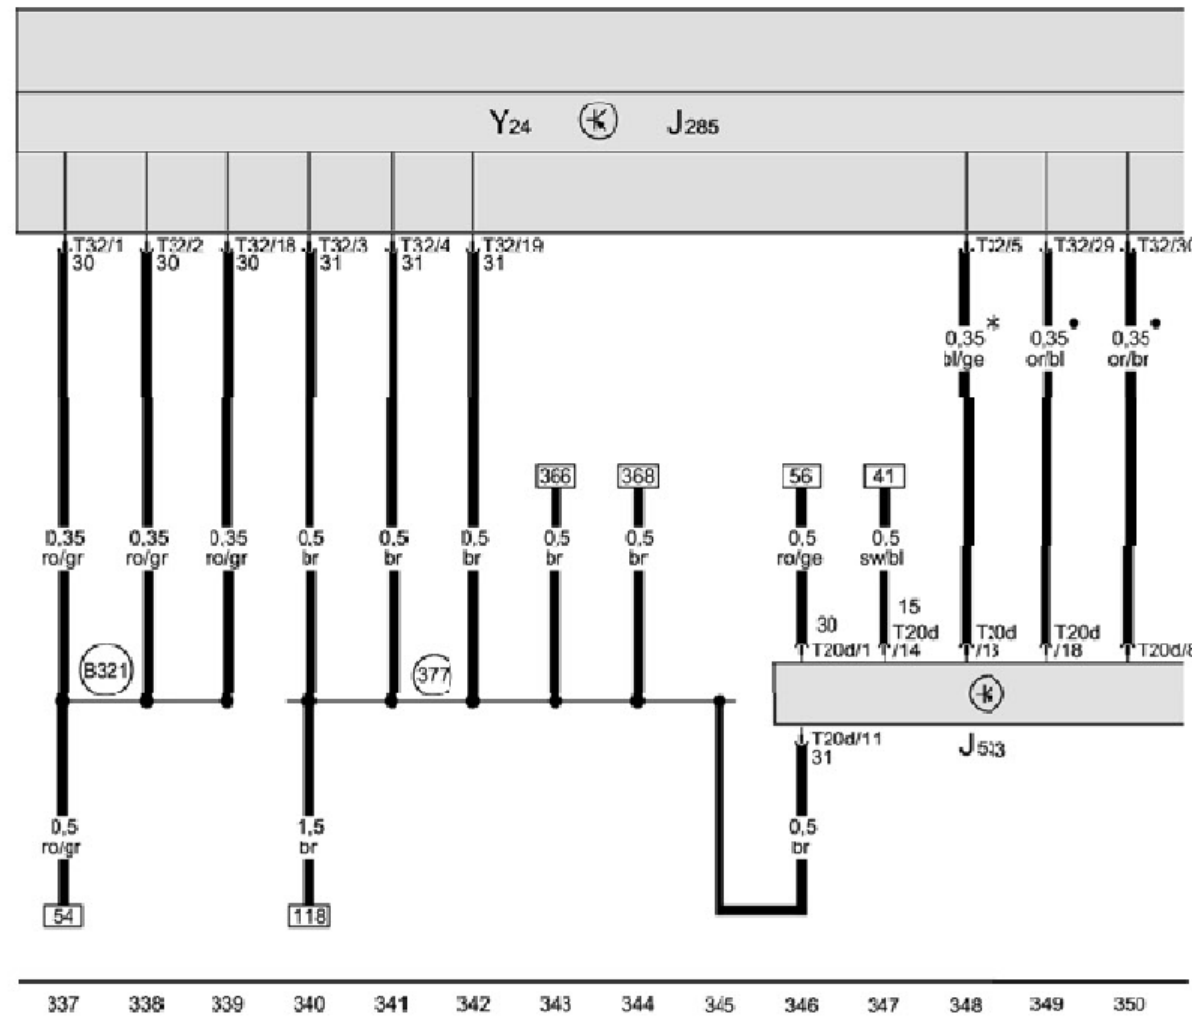 Y24 J285
T32/1 T32/2 T32/18 T32/3 T32/4 T32/19 T32/5 T32/29 T32/30
30 30 30 31 31 31
0,35 * 0,35 • 0,35 •
bl/ge or/bl or/br
366 368 56 41
0,35 0,35 0,35 0,5 0,5 0,5 0,5 0,5 0,5 0,5
ro/gr ro/gr ro/gr br br br br br ro/ge sw/bl
30 15
T20d/1 T20d T20d T20d T20d/8
/14 /18
B321 377
T20d/11
31
0,5 1,5 0,5
ro/gr br br
54 118
337 338 339 340 341 342 343 344 345 346 347 348 349 350